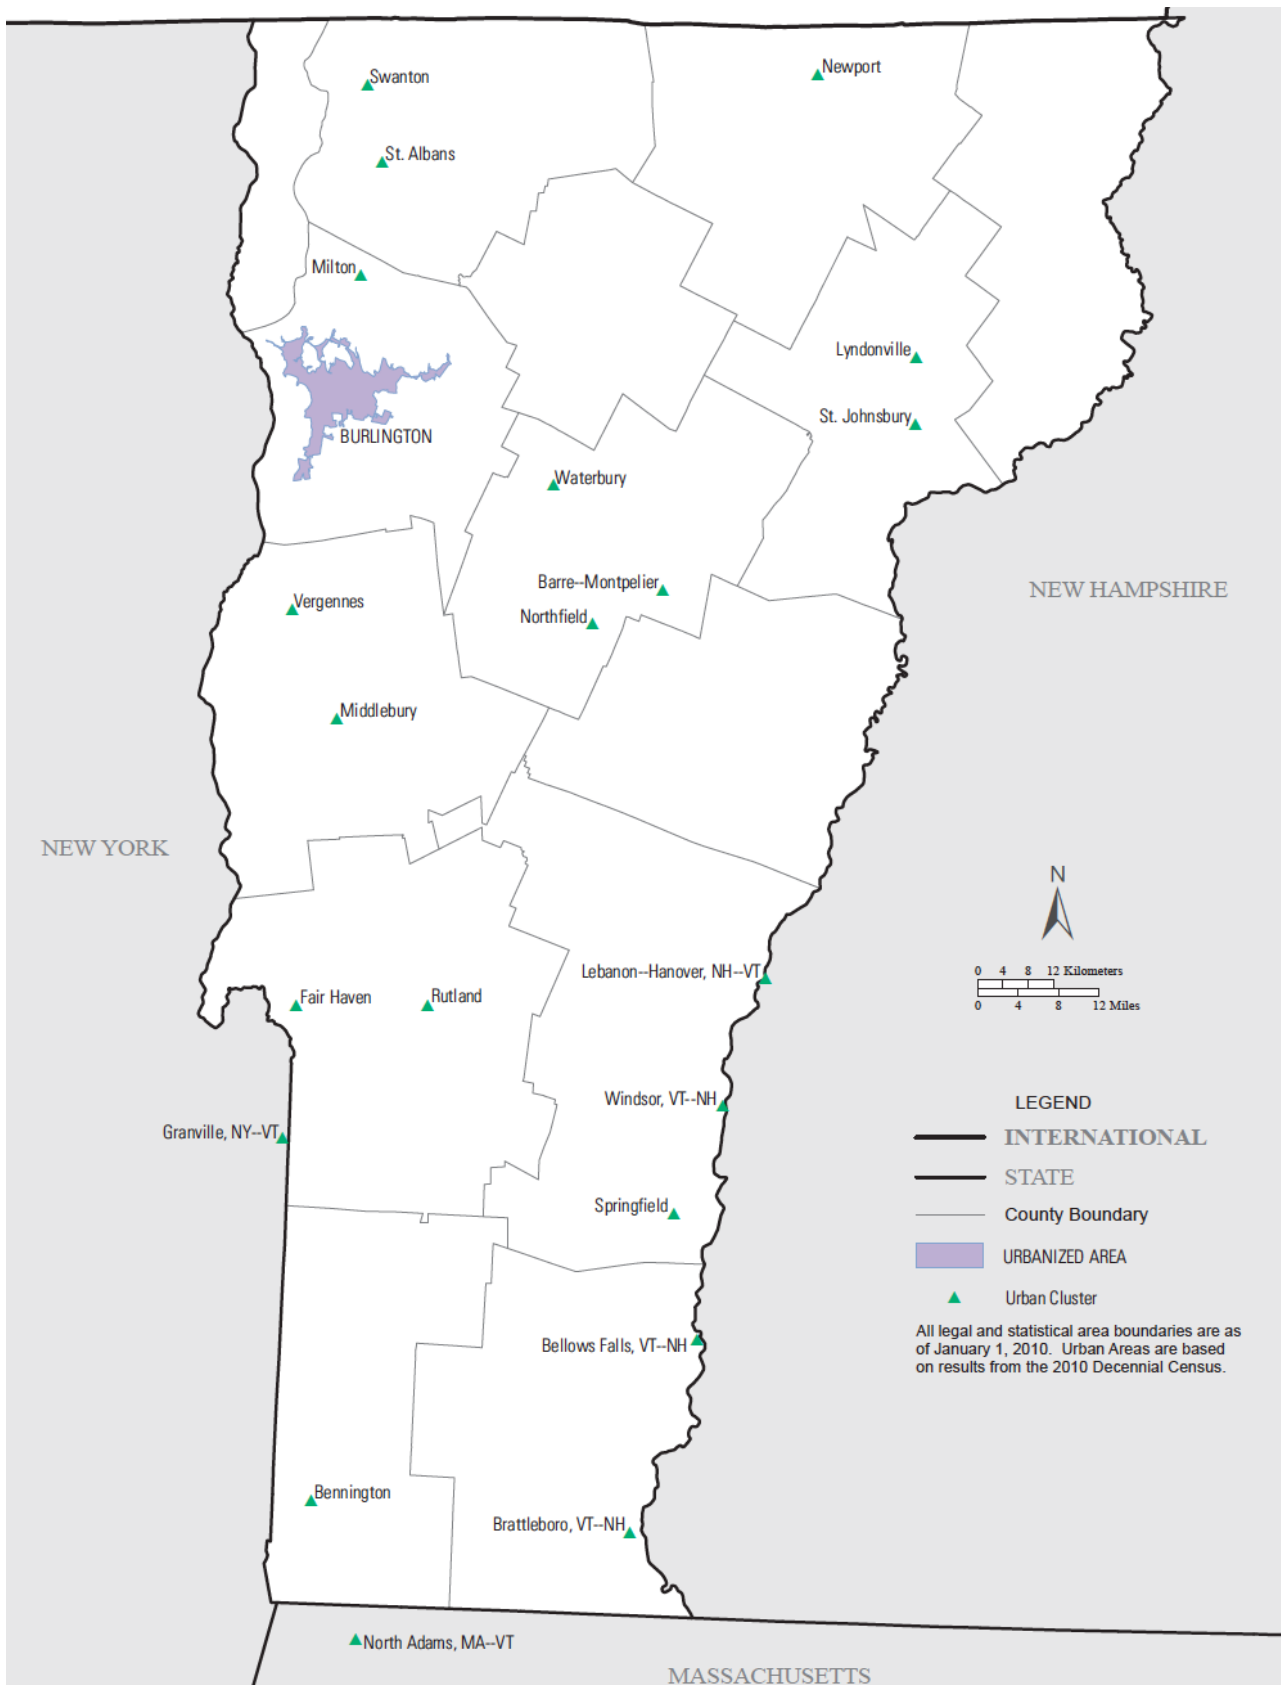 Newport
Swanton
St. Albans
Milton
Lyndonville
St. Johnsbury
BURLINGTON
Waterbury
Barre--Montpelier
NEW HAMPSHIRE
Vergennes
Northfield
Middlebury
NEW YORK
N
Lebanon--Hanover, NH--VT
0 4 8 12 Kilometers
0 4 8 12 Miles
Fair Haven
Rutland
Windsor, VT--NH
LEGEND
INTERNATIONAL
Granville, NY--VT
STATE
Springfield
County Boundary
URBANIZED AREA
Urban Cluster
All legal and statistical area boundaries are as
of January 1, 2010. Urban Areas are based
on results from the 2010 Decennial Census.
Bellows Falls, VT--NH
Bennington
Brattleboro, VT--NH
North Adams, MA--VT
MASSACHUSETTS